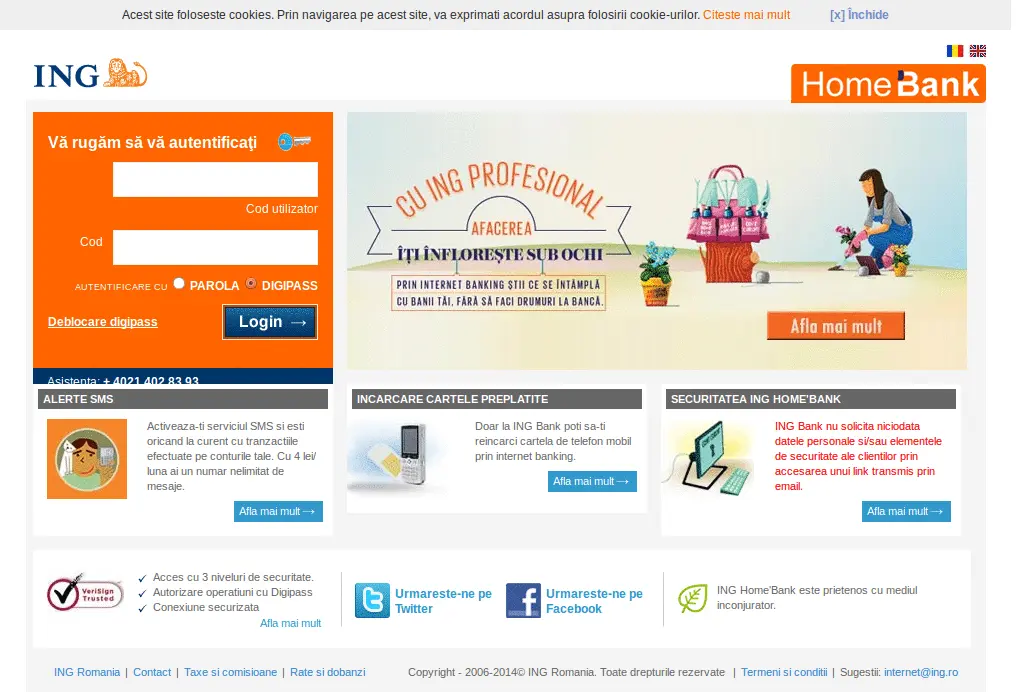 Acest site foloseste cookies. Prin navigarea pe acest site, va exprimati acordul asupra folosirii cookie-urilor. Citeste mai mult [x] Închide
ING
Home'Bank
Vă rugăm să vă autentificaţi
Cod utilizator
Cod
AUTENTIFICARE CU PAROLA DIGIPASS
Deblocare digipass
Login →
Asistenta: + 4021 402 83 93
CU ING PROFESIONAL
AFACEREA
ÎȚI ÎNFLOREȘTE SUB OCHI
PRIN INTERNET BANKING ȘTII CE SE ÎNTÂMPLĂ
CU BANII TĂI, FĂRĂ SĂ FACI DRUMURI LA BANCĂ.
Afla mai mult
ALERTE SMS
Activeaza-ti serviciul SMS si esti
oricand la curent cu tranzactiile
efectuate pe conturile tale. Cu 4 lei/
luna ai un numar nelimitat de
mesaje.
Afla mai mult →
INCARCARE CARTELE PREPLATITE
Doar la ING Bank poti sa-ti
reincarci cartela de telefon mobil
prin internet banking.
Afla mai mult →
SECURITATEA ING HOME'BANK
ING Bank nu solicita niciodata
datele personale si/sau elementele
de securitate ale clientilor prin
accesarea unui link transmis prin
email.
Afla mai mult →
VeriSign
Trusted
Acces cu 3 niveluri de securitate.
Autorizare operatiuni cu Digipass
Conexiune securizata
Afla mai mult
Urmareste-ne pe
Twitter
Urmareste-ne pe
Facebook
ING Home'Bank este prietenos cu mediul
inconjurator.
ING Romania | Contact | Taxe si comisioane | Rate si dobanzi
Copyright - 2006-2014© ING Romania. Toate drepturile rezervate | Termeni si conditii | Sugestii: internet@ing.ro